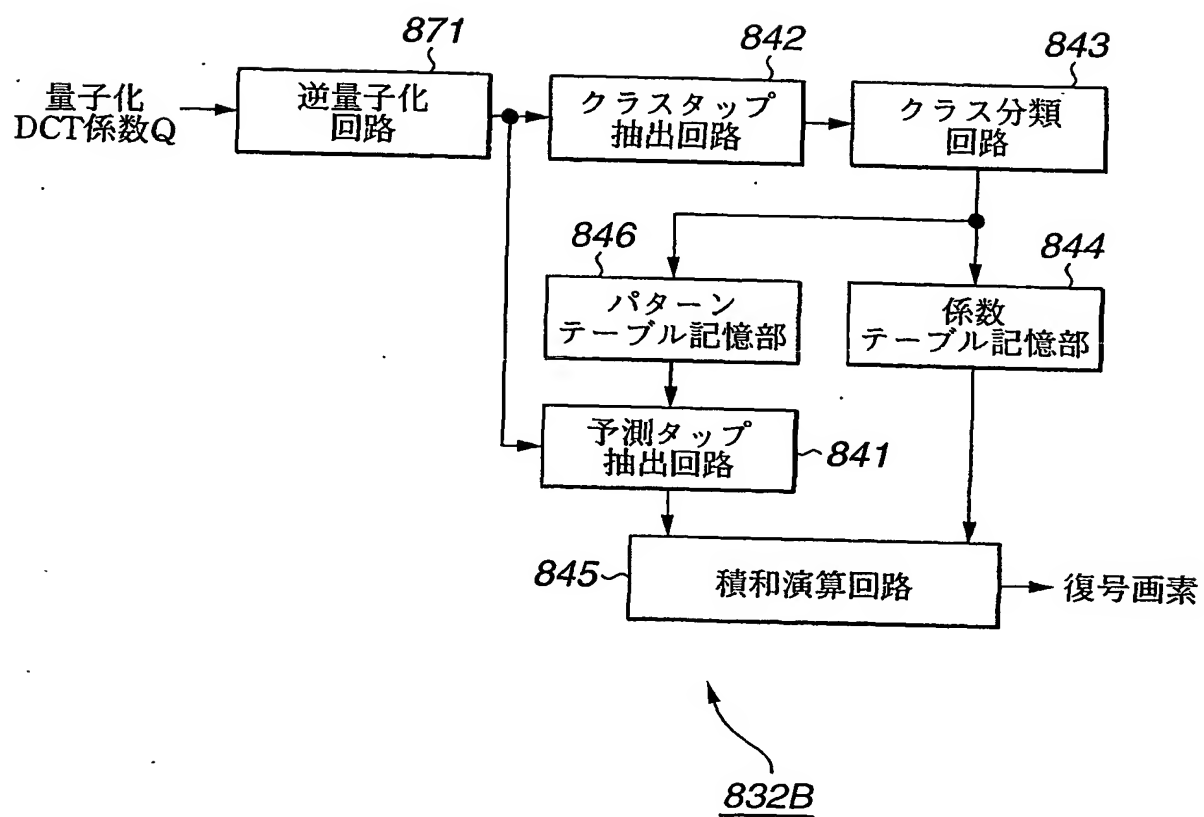 871
842
843
量子化
DCT係数Q
逆量子化
回路
クラスタップ
抽出回路
クラス分類
回路
846
844
パターン
テーブル記憶部
係数
テーブル記憶部
予測タップ
抽出回路
841
845
積和演算回路
復号画素
832B